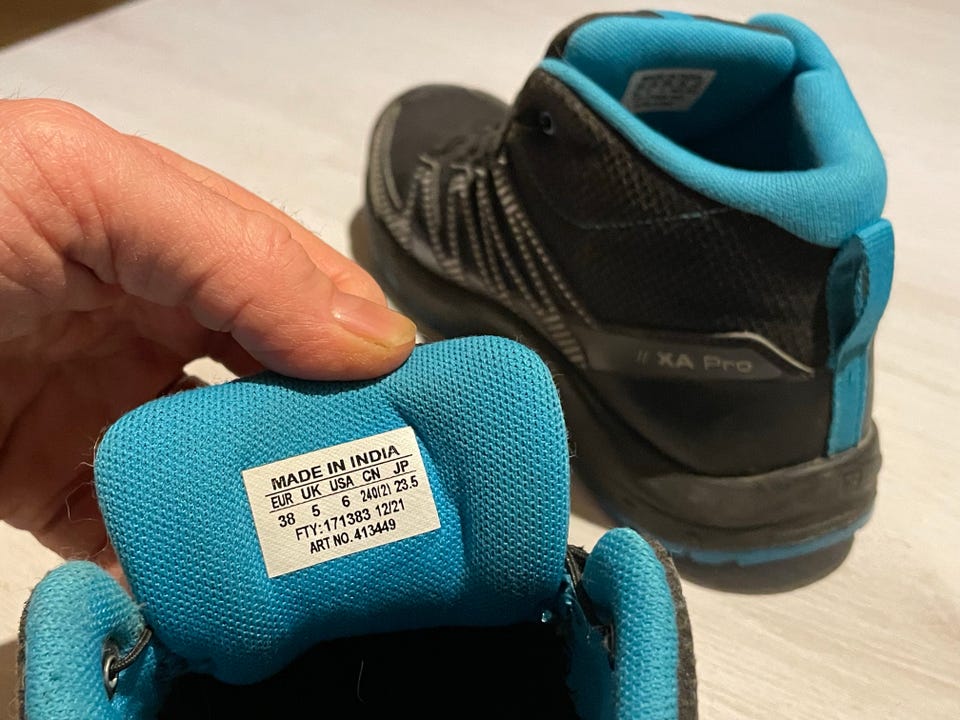 MADE IN INDIA
EUR UK USA CN JP
38 5 6 240(2) 23.5
FTY:171383 12/21
ART NO.413449
// XA Pro